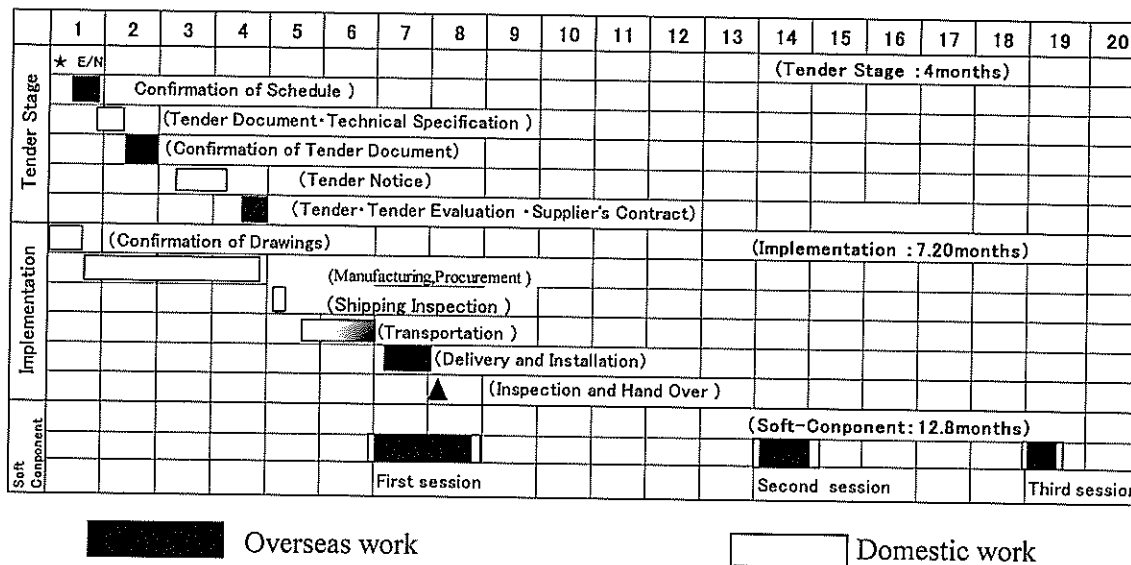 1 2 3 4 5 6 7 8 9 10 11 12 13 14 15 16 17 18 19 20
Tender Stage
★ E/N (Tender Stage :4months)
Confirmation of Schedule )
(Tender Document・Technical Specification )
(Confirmation of Tender Document)
(Tender Notice)
(Tender・Tender Evaluation ・Supplier's Contract)
Implementation
(Confirmation of Drawings) (Implementation :7.20months)
(Manufacturing,Procurement )
(Shipping Inspection )
(Transportation )
(Delivery and Installation)
(Inspection and Hand Over )
Soft
Conponent
(Soft-Conponent:12.8months)
First session Second session Third session
Overseas work Domestic work